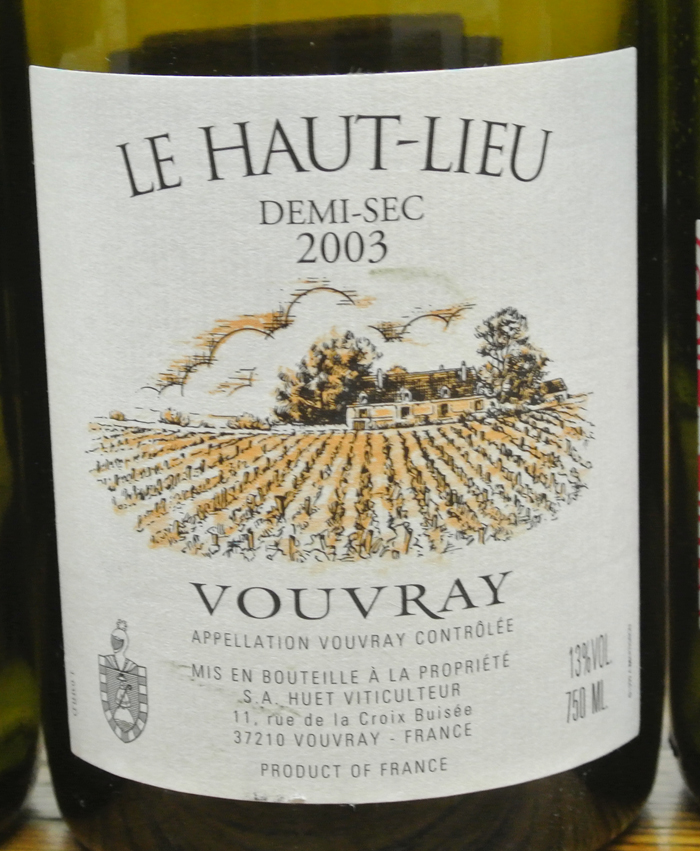 LE HAUT-LIEU
DEMI-SEC
2003
VOUVRAY
APPELLATION VOUVRAY CONTRÔLÉE
MIS EN BOUTEILLE À LA PROPRIÉTÉ
S.A. HUET VITICULTEUR
11, rue de la Croix Buisée
37210 VOUVRAY - FRANCE
PRODUCT OF FRANCE
13%VOL.
750 ML.